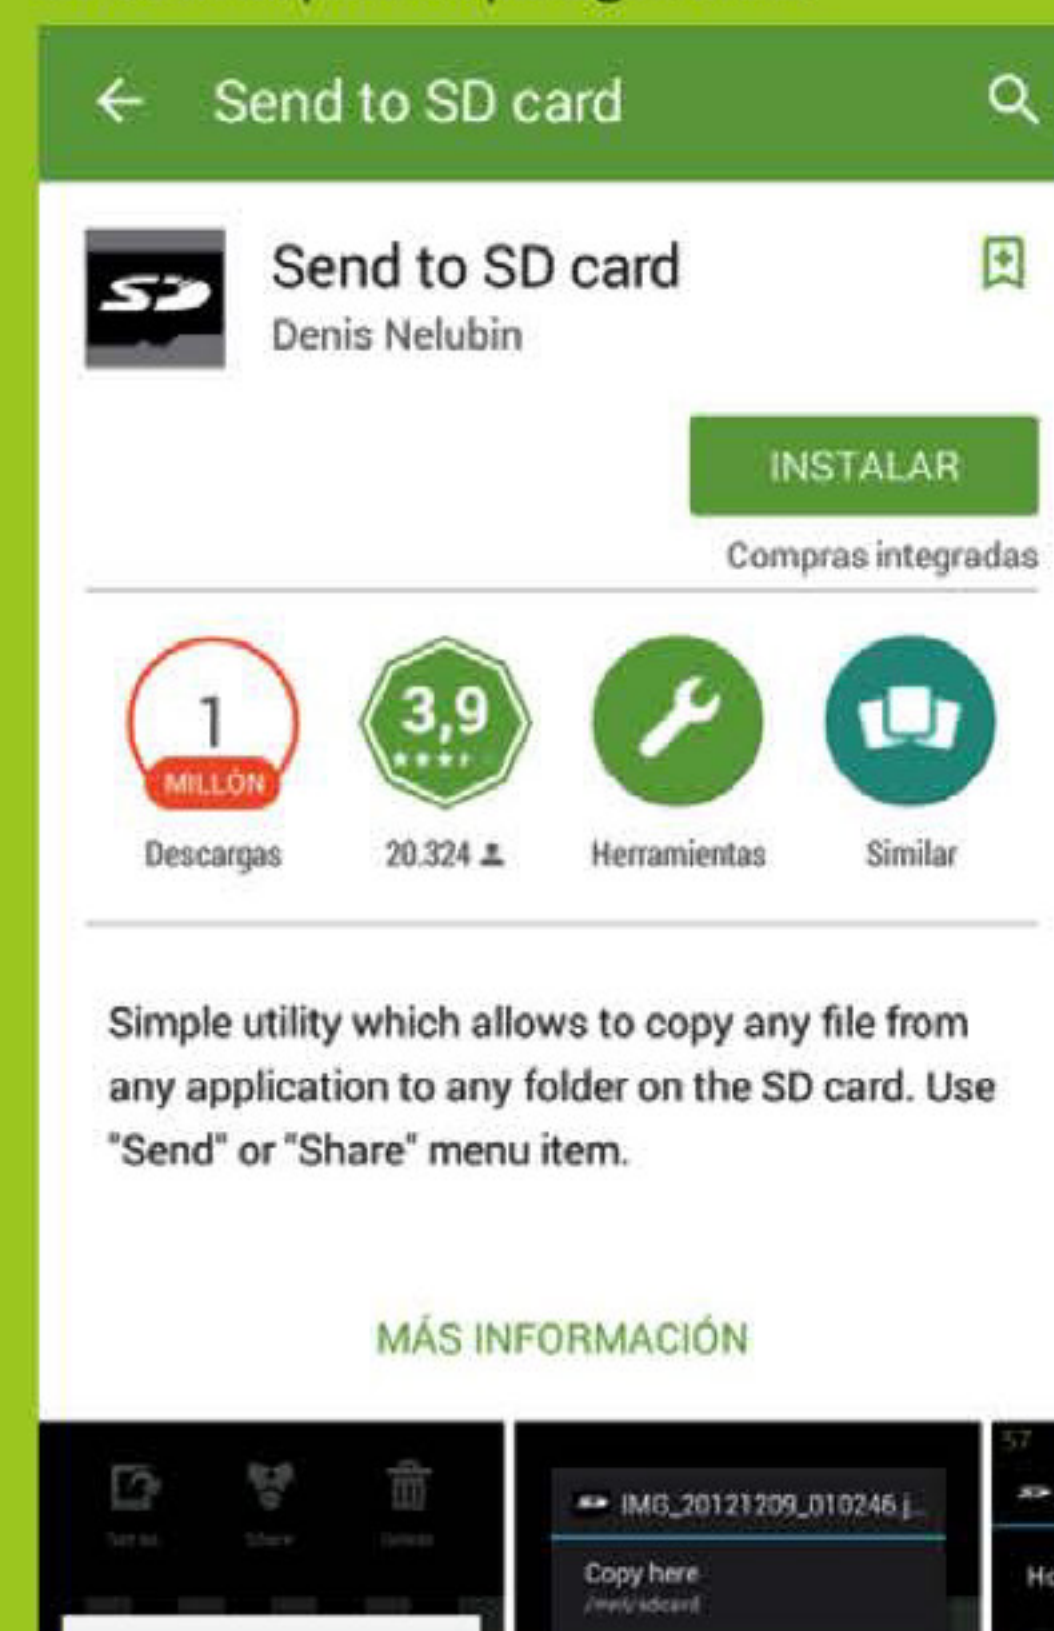 Send to SD card
Send to SD card
Denis Nelubin
INSTALAR
Compras integradas
1
MILLÓN
3,9
Descargas
20.324
Herramientas
Similar
Simple utility which allows to copy any file from
any application to any folder on the SD card. Use
"Send" or "Share" menu item.
MÁS INFORMACIÓN
Share
IMG_20121209_010246.j...
Copy here
57